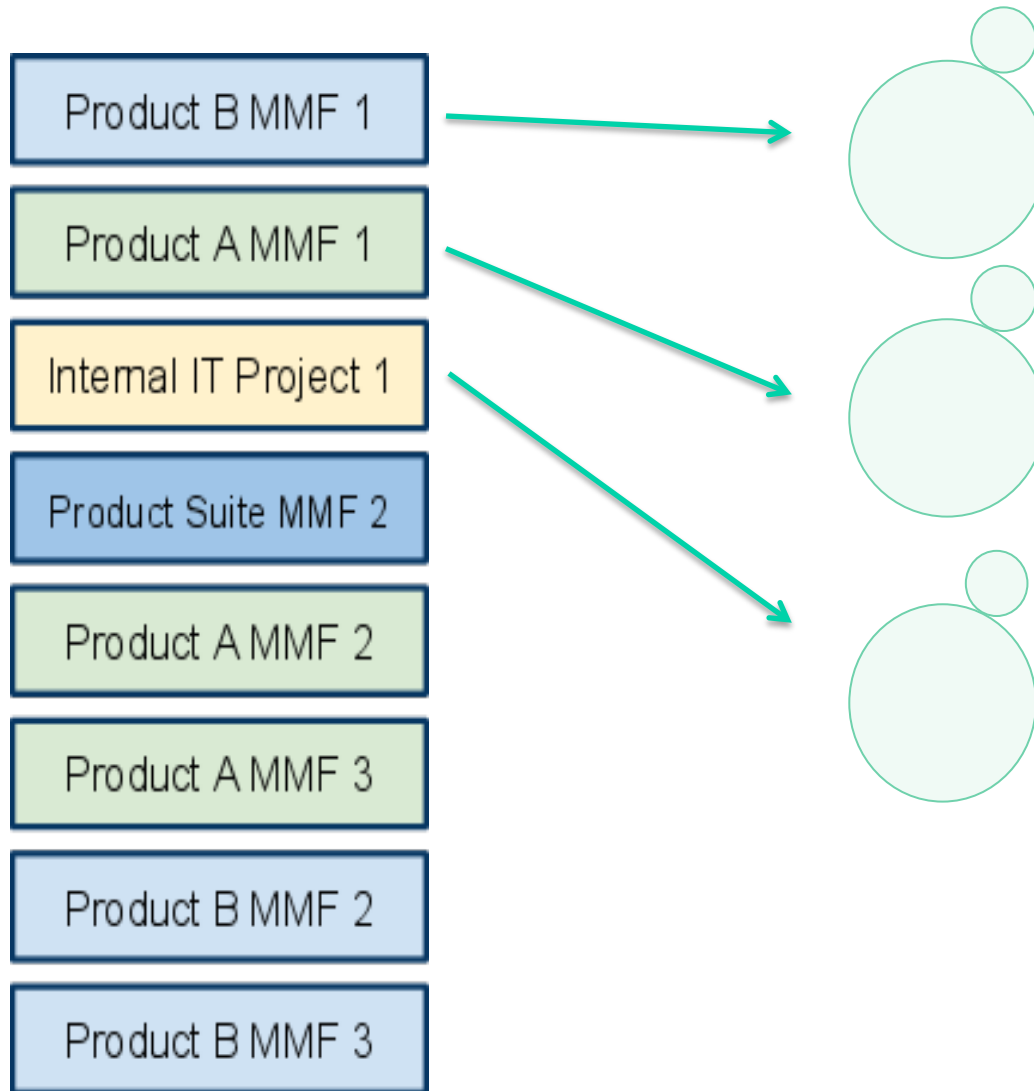 Product B MMF 1
Product A MMF 1
Internal IT Project 1
Product Suite MMF 2
Product A MMF 2
Product A MMF 3
Product B MMF 2
Product B MMF 3